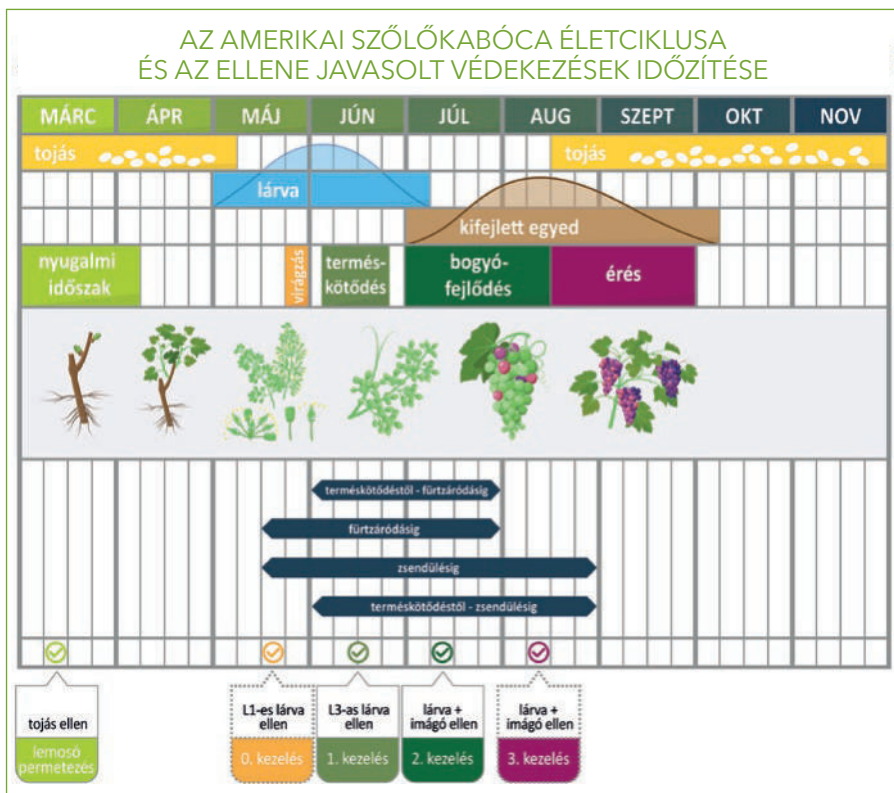 AZ AMERIKAI SZŐLŐKABÓCA ÉLETCIKLUSA
ÉS AZ ELLENE JAVASOLT VÉDEKEZÉSEK IDŐZÍTÉSE
MÁRC ÁPR MÁJ JÚN JÚL AUG SZEPT OKT NOV
tojás tojás
lárva
kifejlett egyed
nyugalmi
időszak
virágzás
termés-
kötődés
bogyó-
fejlődés
érés
terméskötődéstől - fürtzáródásig
fürtzáródásig
zsendülésig
terméskötődéstől - zsendülésig
tojás ellen
lemosó
permetezés
L1-es lárva
ellen
0. kezelés
L3-as lárva
ellen
1. kezelés
lárva +
imágó ellen
2. kezelés
lárva +
imágó ellen
3. kezelés